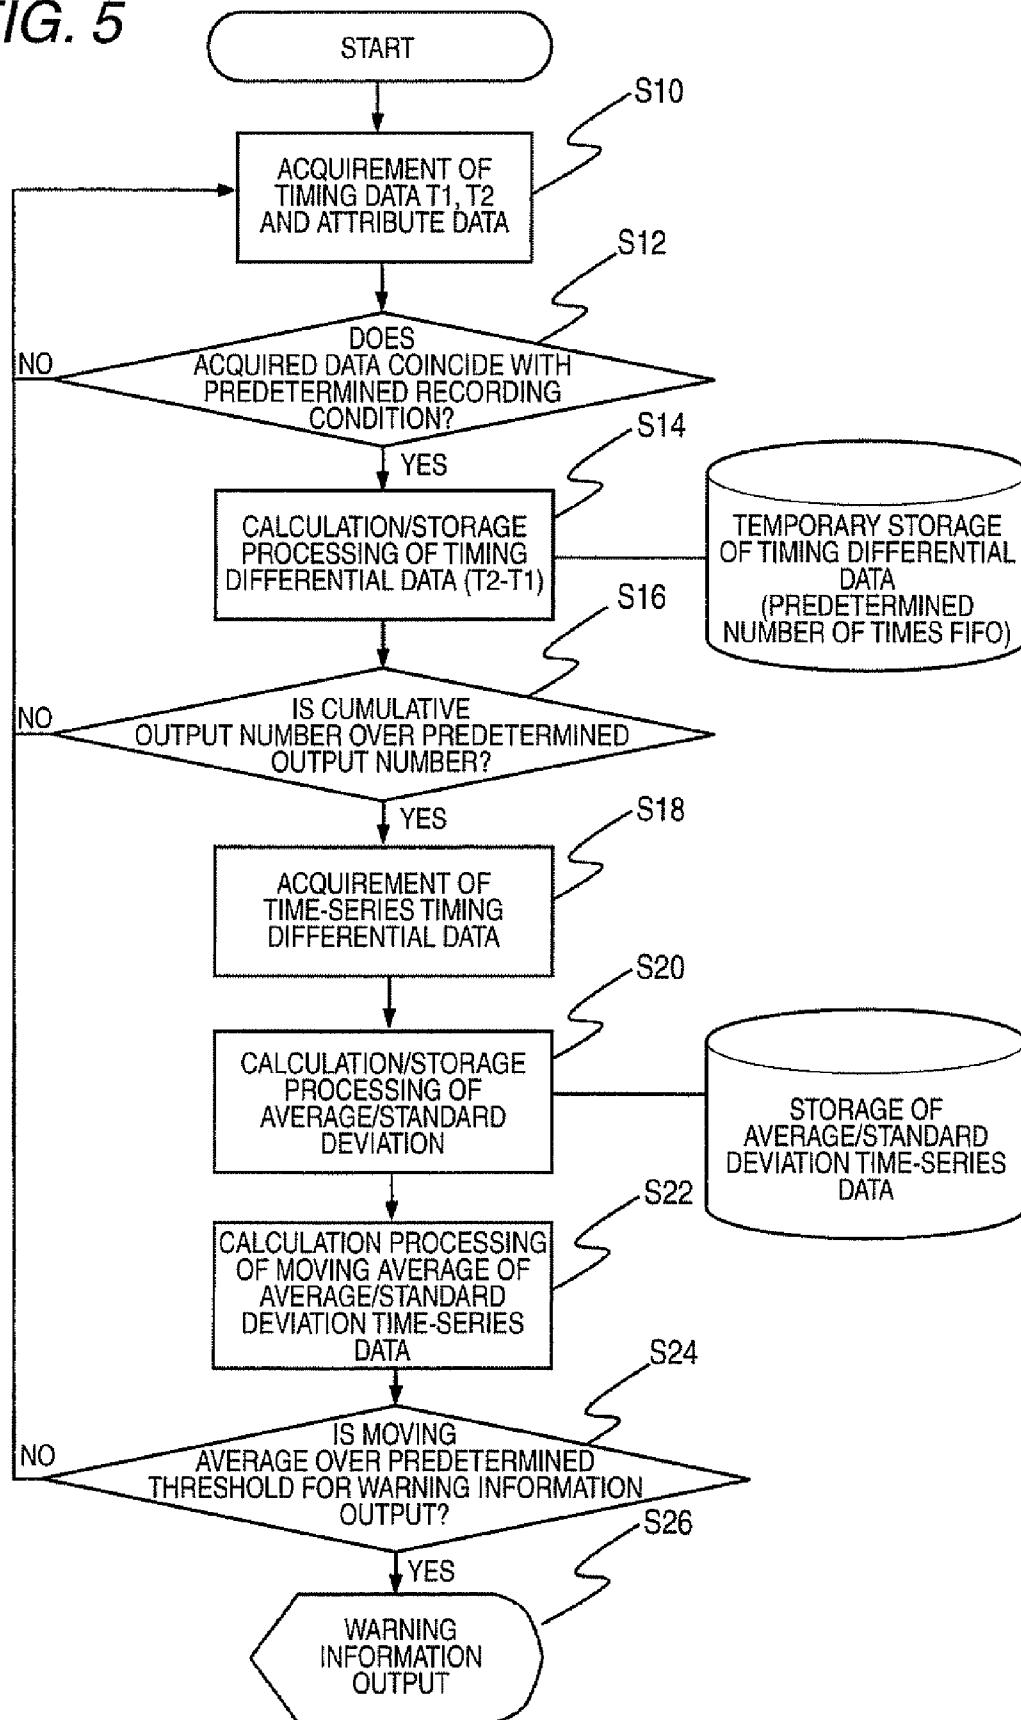 FIG. 5
START
S10
ACQUIREMENT OF
TIMING DATA T1, T2
AND ATTRIBUTE DATA
S12
DOES
ACQUIRED DATA COINCIDE WITH
PREDETERMINED RECORDING
CONDITION?
NO
YES
S14
CALCULATION/STORAGE
PROCESSING OF TIMING
DIFFERENTIAL DATA (T2-T1)
TEMPORARY STORAGE
OF TIMING DIFFERENTIAL
DATA
(PREDETERMINED
NUMBER OF TIMES FIFO)
S16
IS CUMULATIVE
OUTPUT NUMBER OVER PREDETERMINED
OUTPUT NUMBER?
NO
YES
S18
ACQUIREMENT OF
TIME-SERIES TIMING
DIFFERENTIAL DATA
S20
CALCULATION/STORAGE
PROCESSING OF
AVERAGE/STANDARD
DEVIATION
STORAGE OF
AVERAGE/STANDARD
DEVIATION TIME-SERIES
DATA
S22
CALCULATION PROCESSING
OF MOVING AVERAGE OF
AVERAGE/STANDARD
DEVIATION TIME-SERIES
DATA
S24
IS MOVING
AVERAGE OVER PREDETERMINED
THRESHOLD FOR WARNING INFORMATION
OUTPUT?
NO
YES
S26
WARNING
INFORMATION
OUTPUT